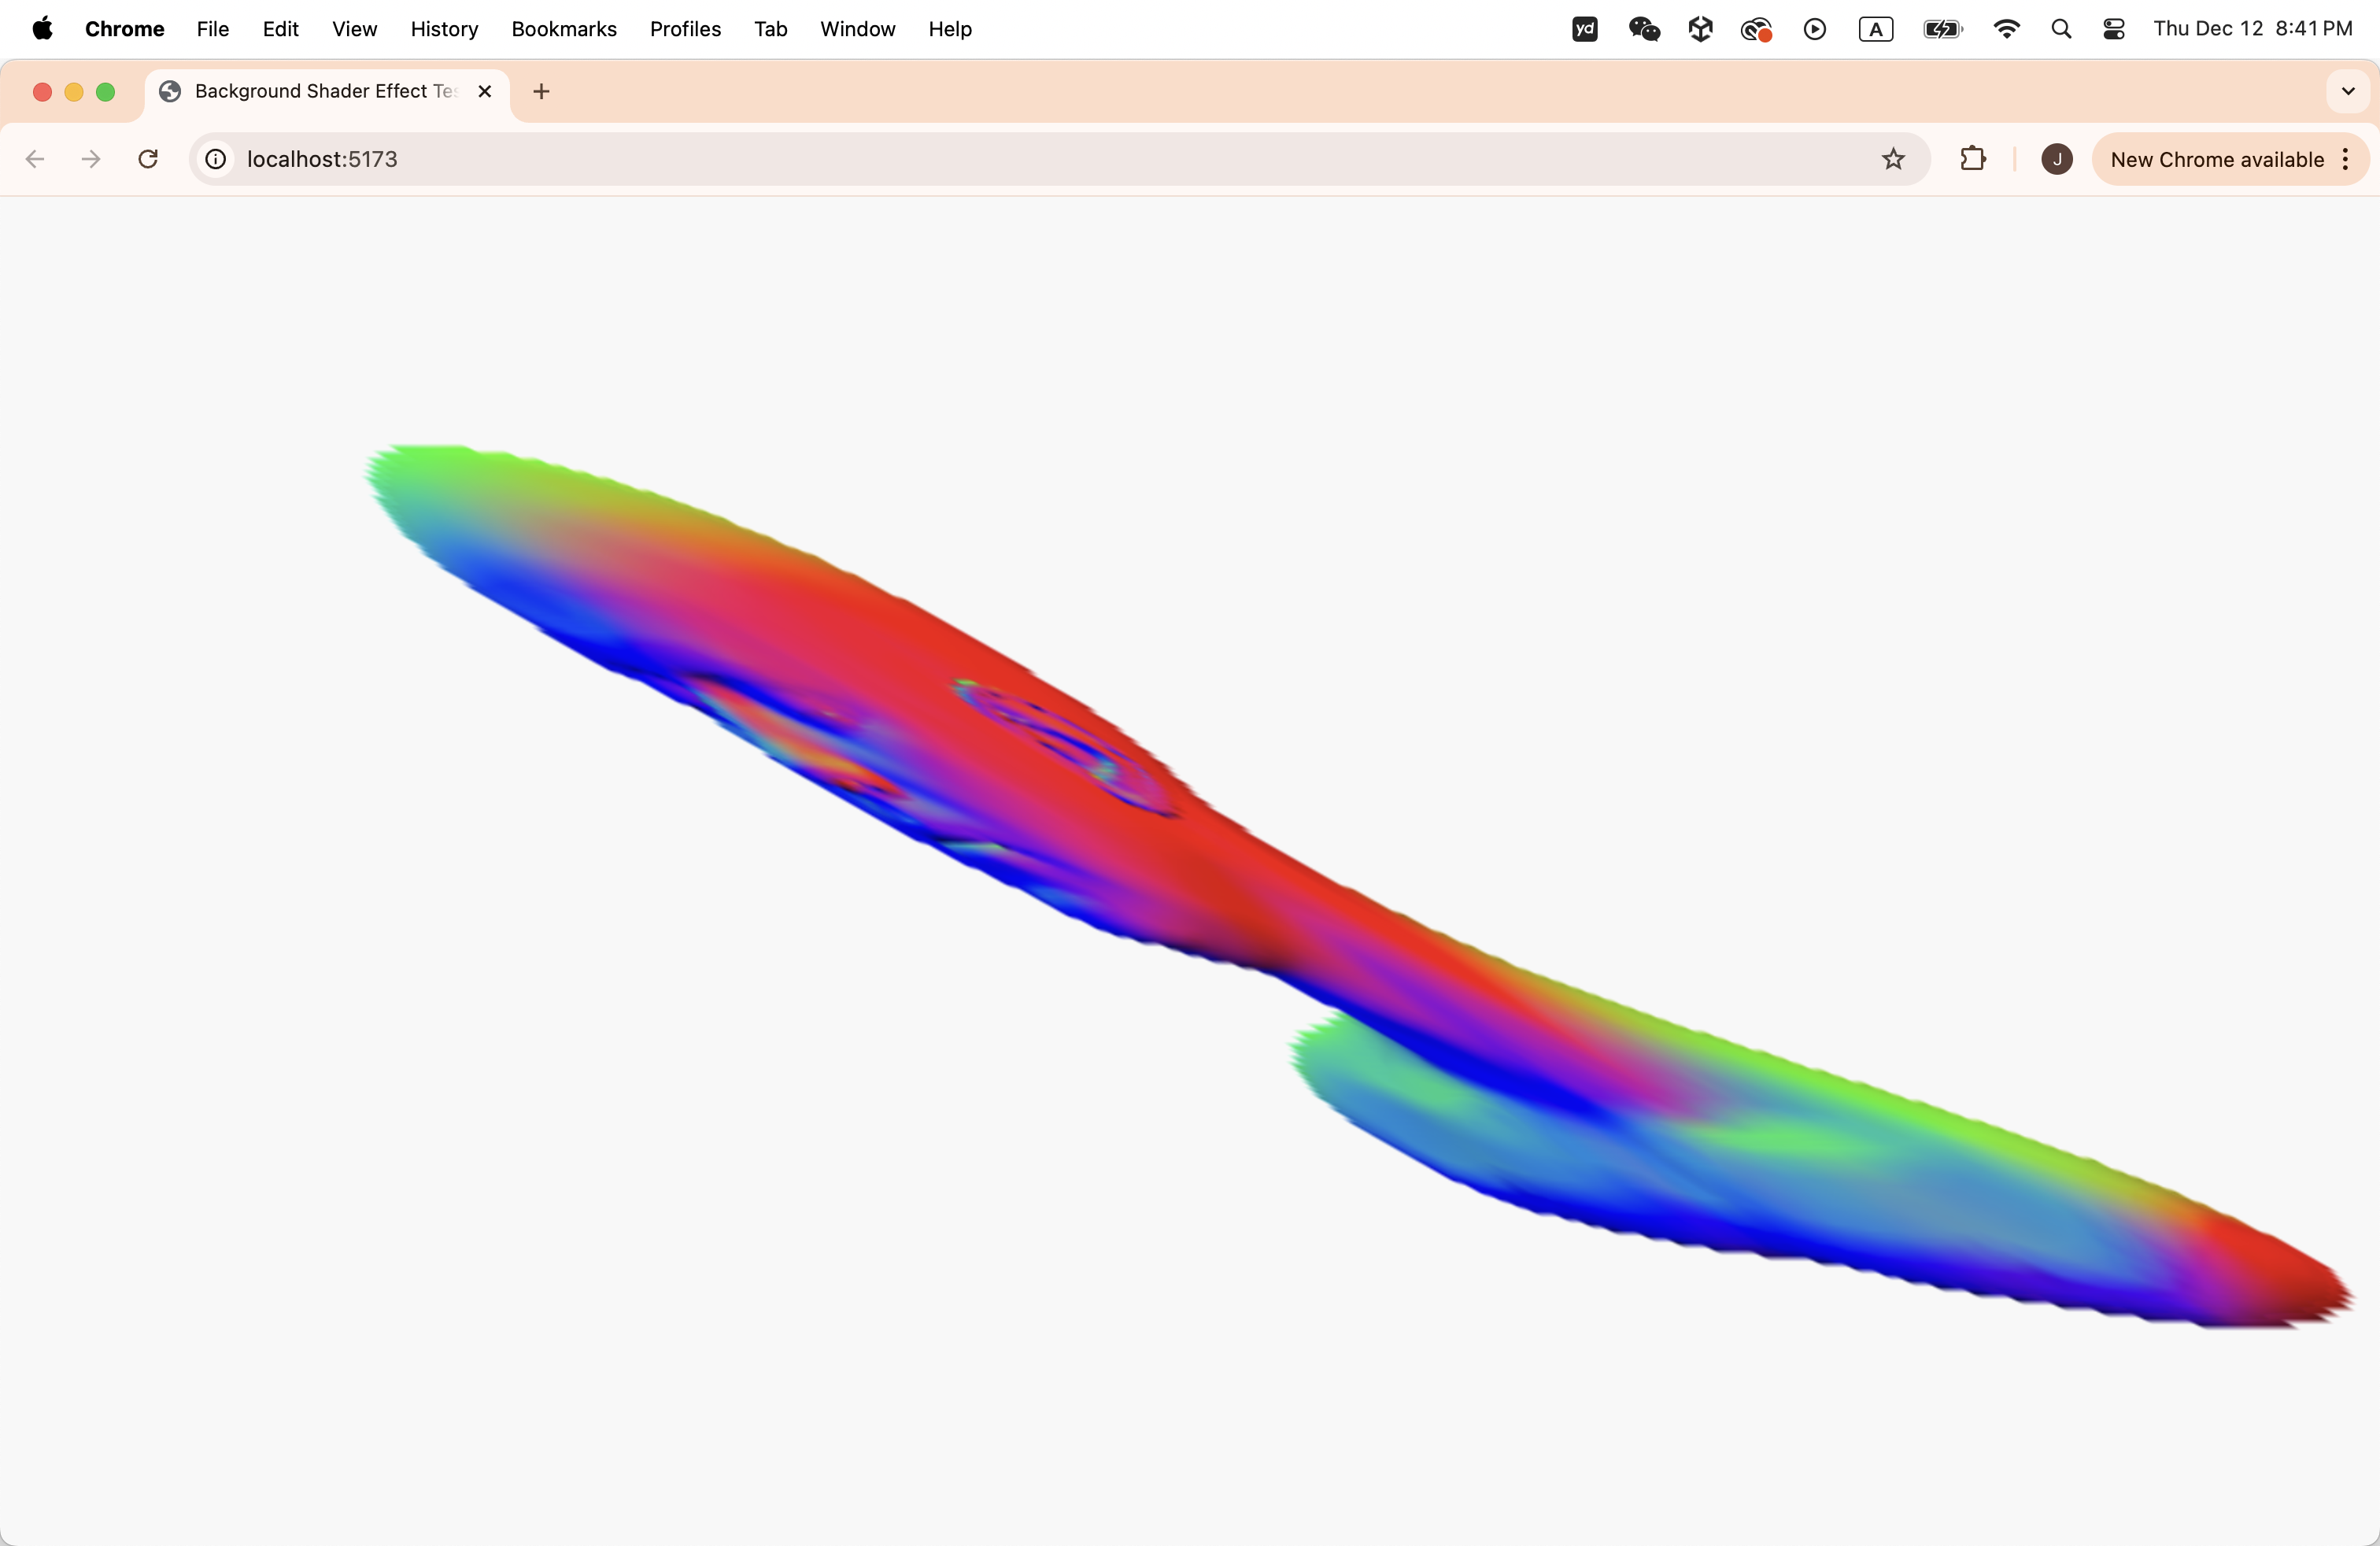 Chrome File Edit View History Bookmarks Profiles Tab Window Help yd A Thu Dec 12 8:41 PM
Background Shader Effect Tes
localhost:5173 J New Chrome available